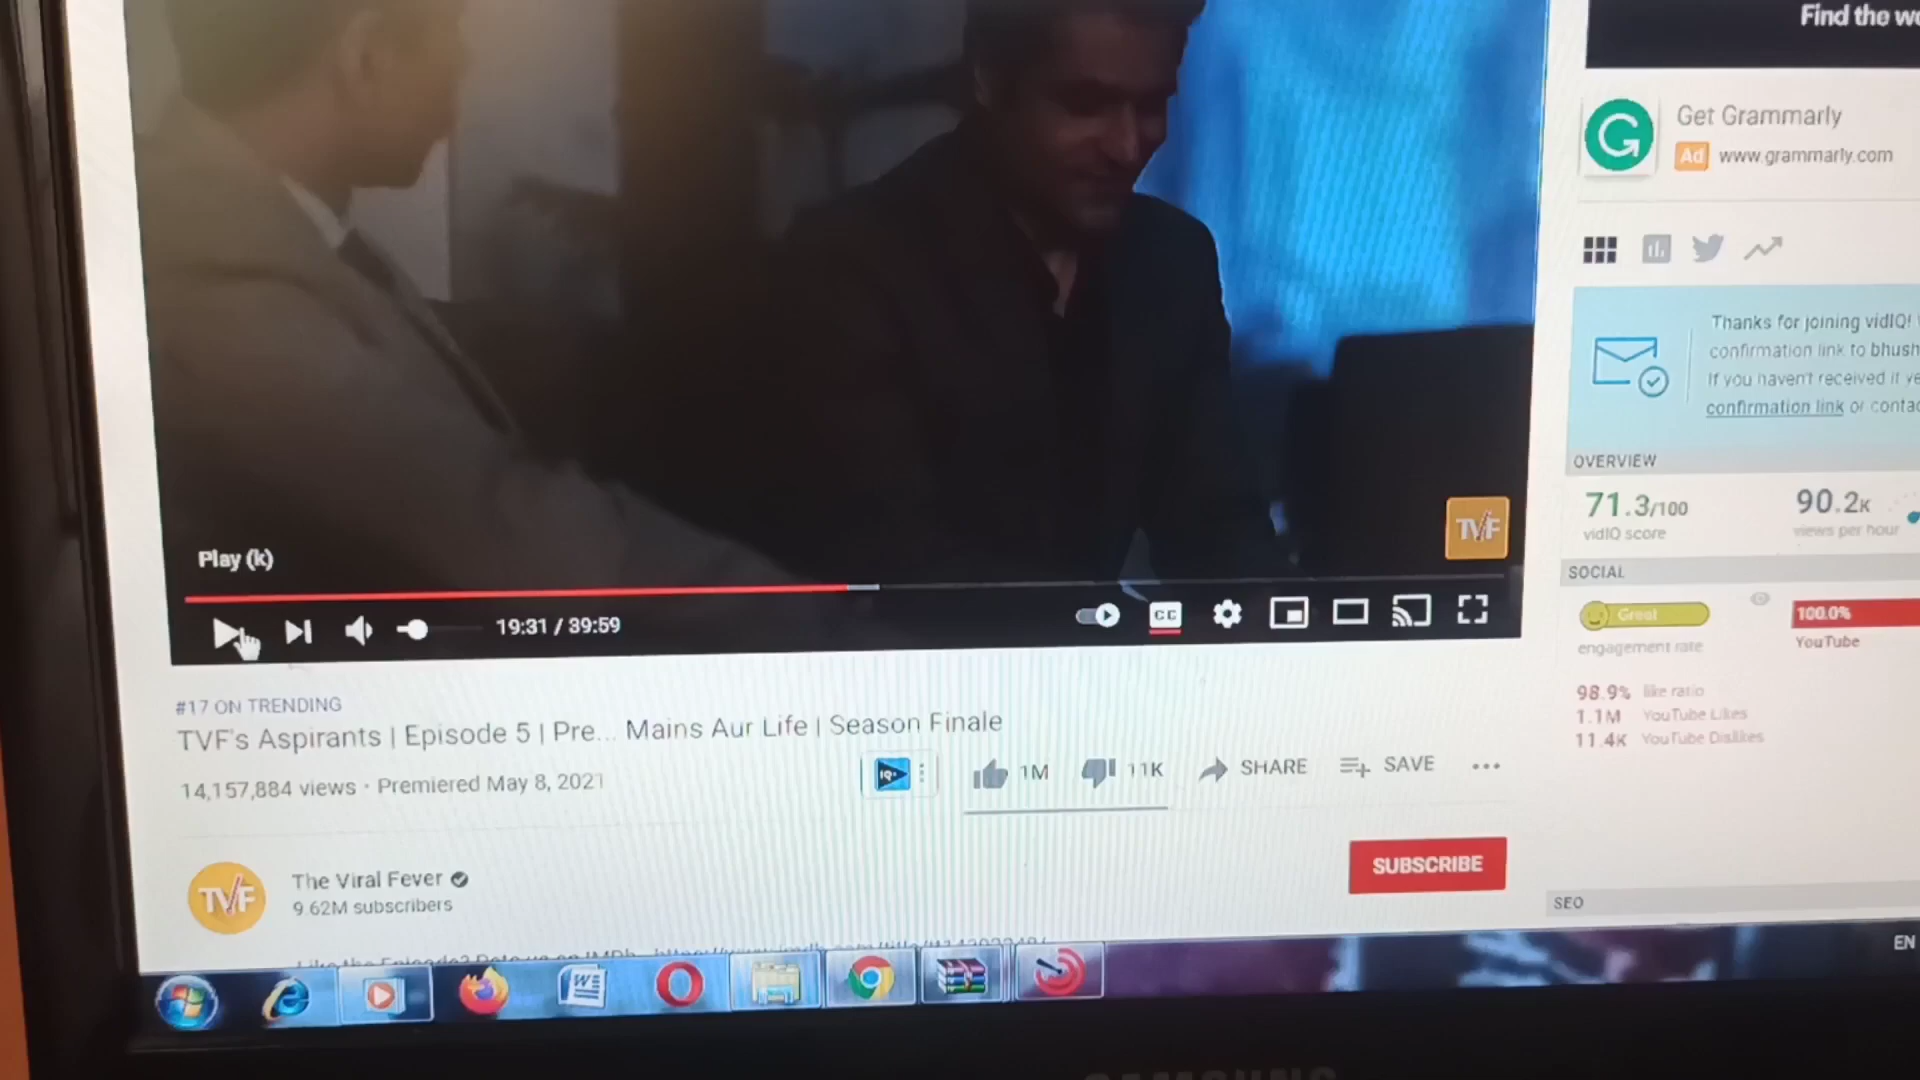 Find the
Get Grammarly
Ad www.grammarly.com
Thanks for joining vidIQ!
confirmation link to
If you haven't received it
confirmation link or
OVERVIEW
71.3/100
vidIQ score
90.2K
views per hour
SOCIAL
Great
engagement rate
100.0%
YouTube
98.9% like ratio
1.1M YouTube Likes
11.4K YouTube Dislikes
SEO
TVF
Play (k)
19:31 / 39:59
CC
#17 ON TRENDING
TVF's Aspirants | Episode 5 | Pre... Mains Aur Life | Season Finale
14,157,884 views · Premiered May 8, 2021
IQ
1M
11K
SHARE
SAVE
TVF
The Viral Fever
9.62M subscribers
SUBSCRIBE
EN